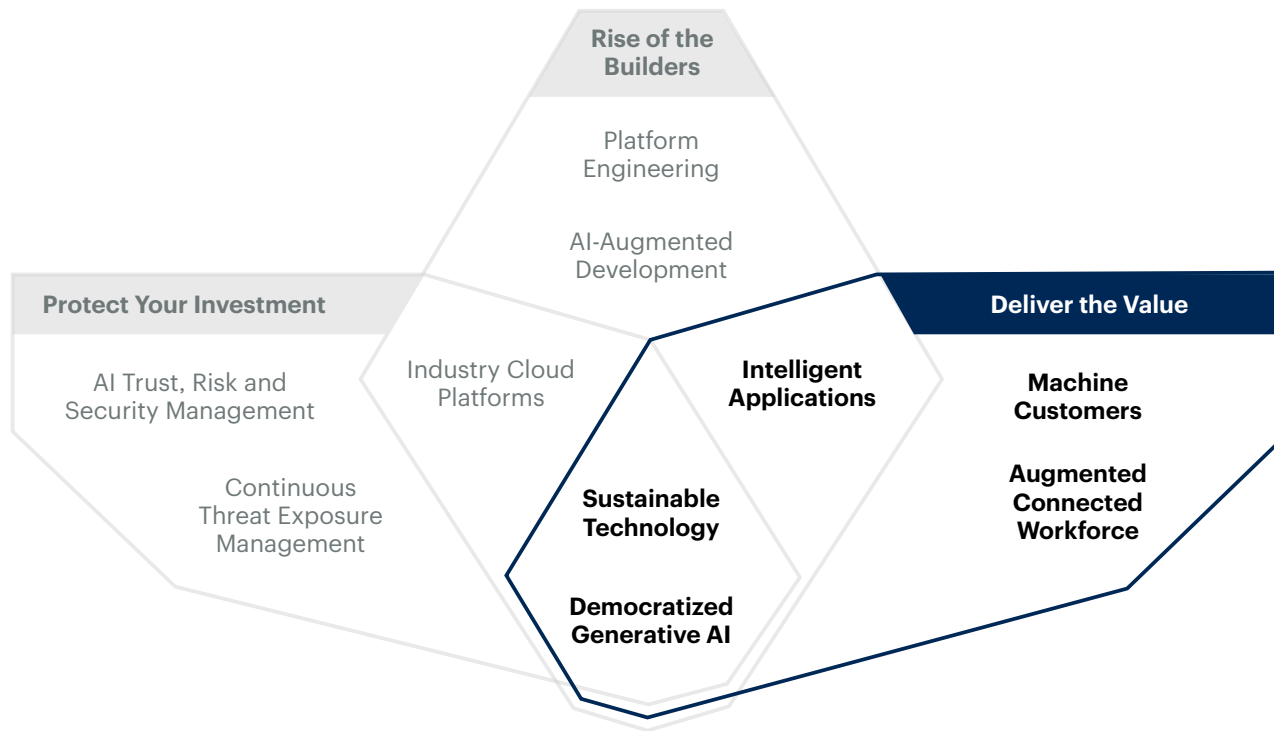 Rise of the
Builders
Platform
Engineering
AI-Augmented
Development
Protect Your Investment
AI Trust, Risk and
Security Management
Continuous
Threat Exposure
Management
Industry Cloud
Platforms
Intelligent
Applications
Sustainable
Technology
Democratized
Generative AI
Deliver the Value
Machine
Customers
Augmented
Connected
Workforce